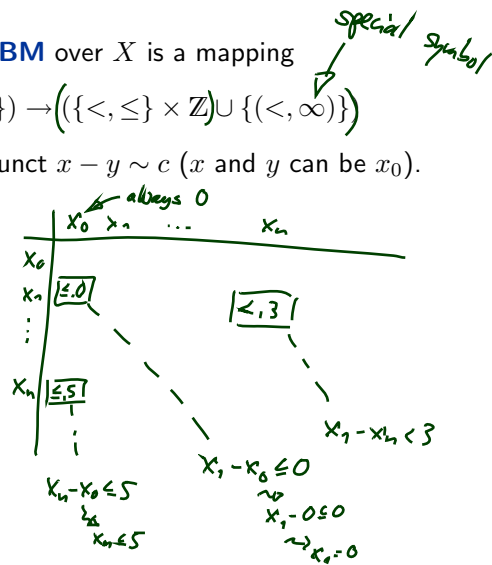 special symbol
BM over X is a mapping
}) → (({<, ≤} × ℤ) ∪ {(<, ∞)})
unct x − y ∼ c (x and y can be x₀).
always 0
x₀ x₁ ... xₙ
x₀
x₁ ≤,0 <,3
⋮
xₙ ≤,5
x₁ - xₙ < 3
xₙ - x₀ ≤ 5 x₁ - x₀ ≤ 0
↝ xₙ ≤ 5 ↝ x₁ - 0 ≤ 0
↝ x₁ = 0